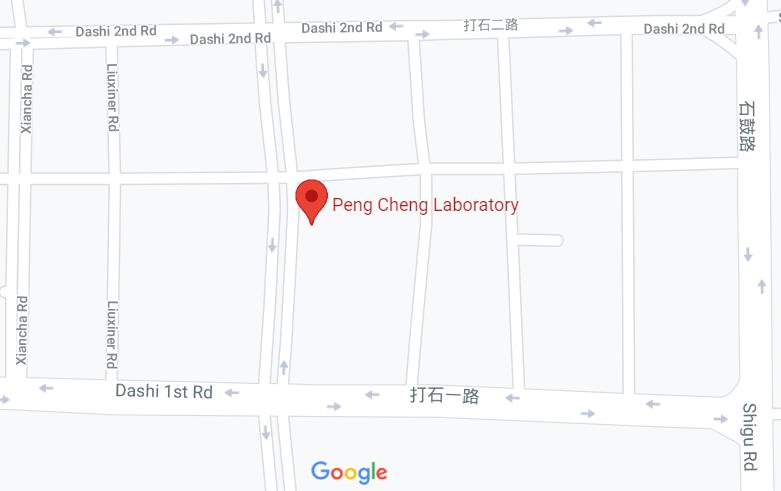 Dashi 2nd Rd
Dashi 2nd Rd
Dashi 2nd Rd
打石二路
Dashi 2nd Rd
Xiancha Rd
Liuxiner Rd
石鼓路
Peng Cheng Laboratory
Xiancha Rd
Liuxiner Rd
Dashi 1st Rd
打石一路
Shigu Rd
Google